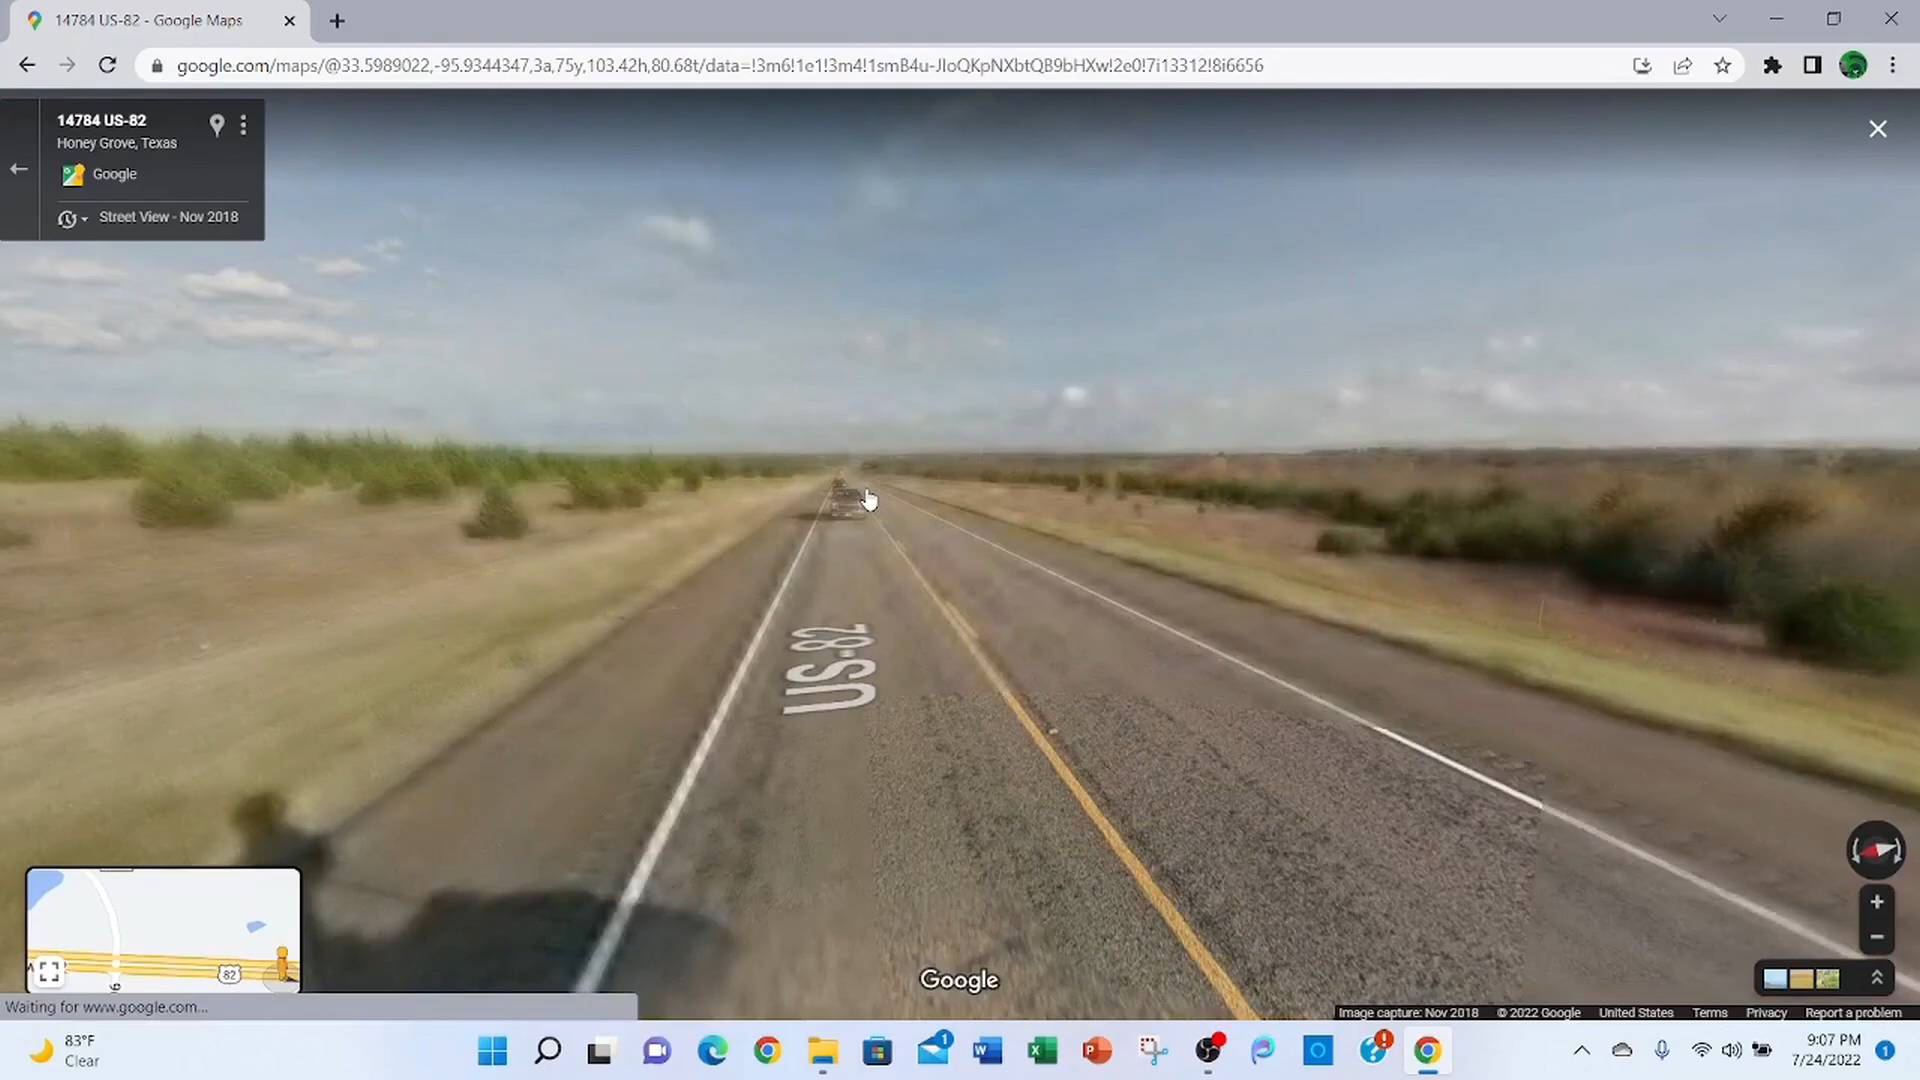 14784 US-82 - Google Maps
google.com/maps/@33.5989022,-95.9344347,3a,75y,103.42h,80.68t/data=!3m6!1e1!3m4!1smB4u-JIoQKpNXbtQB9bHXw!2e0!7i13312!8i6656
14784 US-82
Honey Grove, Texas
Google
Street View - Nov 2018
US-82
82
Google
Waiting for www.google.com...
Image capture: Nov 2018 © 2022 Google United States Terms Privacy Report a problem
83°F
Clear
1
9:07 PM
7/24/2022
1